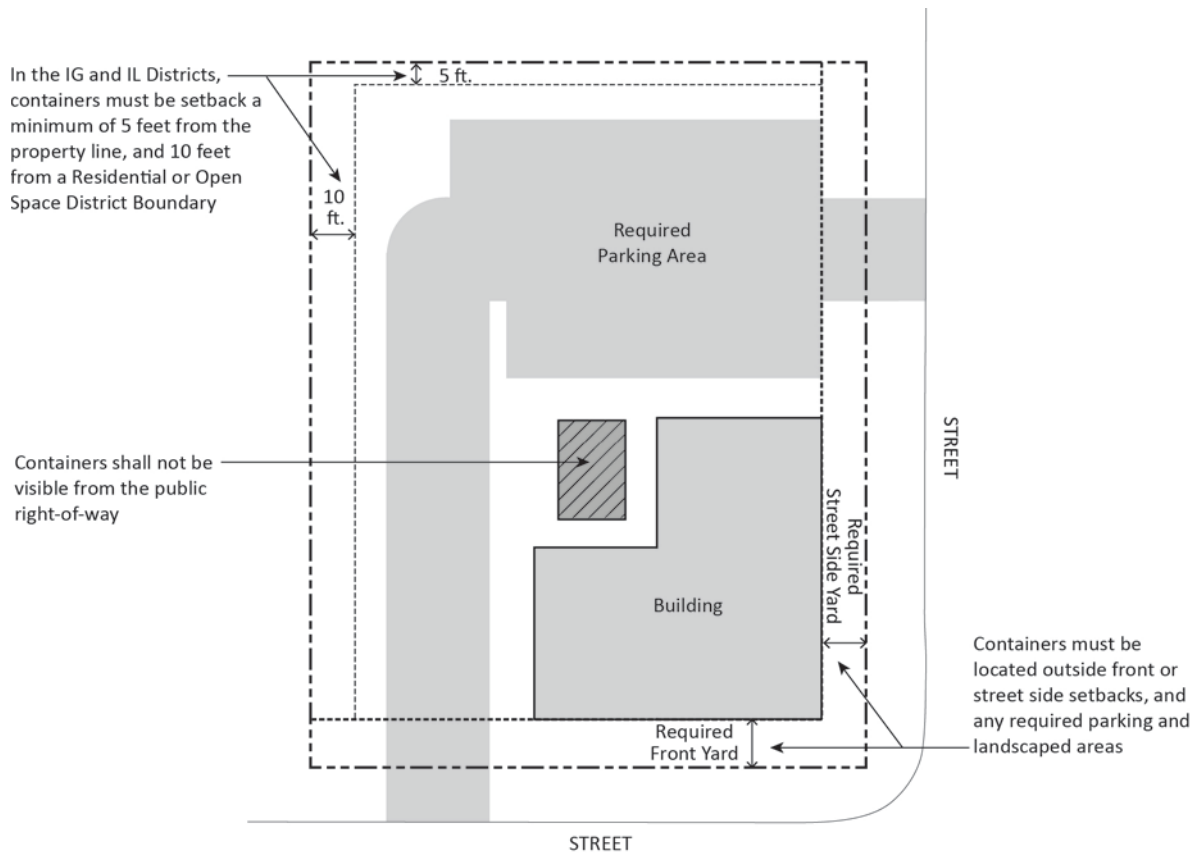 In the IG and IL Districts,
containers must be setback a
minimum of 5 feet from the
property line, and 10 feet
from a Residential or Open
Space District Boundary
5 ft.
10
ft.
Required
Parking Area
Containers shall not be
visible from the public
right-of-way
STREET
Required
Street Side Yard
Building
Containers must be
located outside front or
street side setbacks, and
any required parking and
landscaped areas
Required
Front Yard
STREET